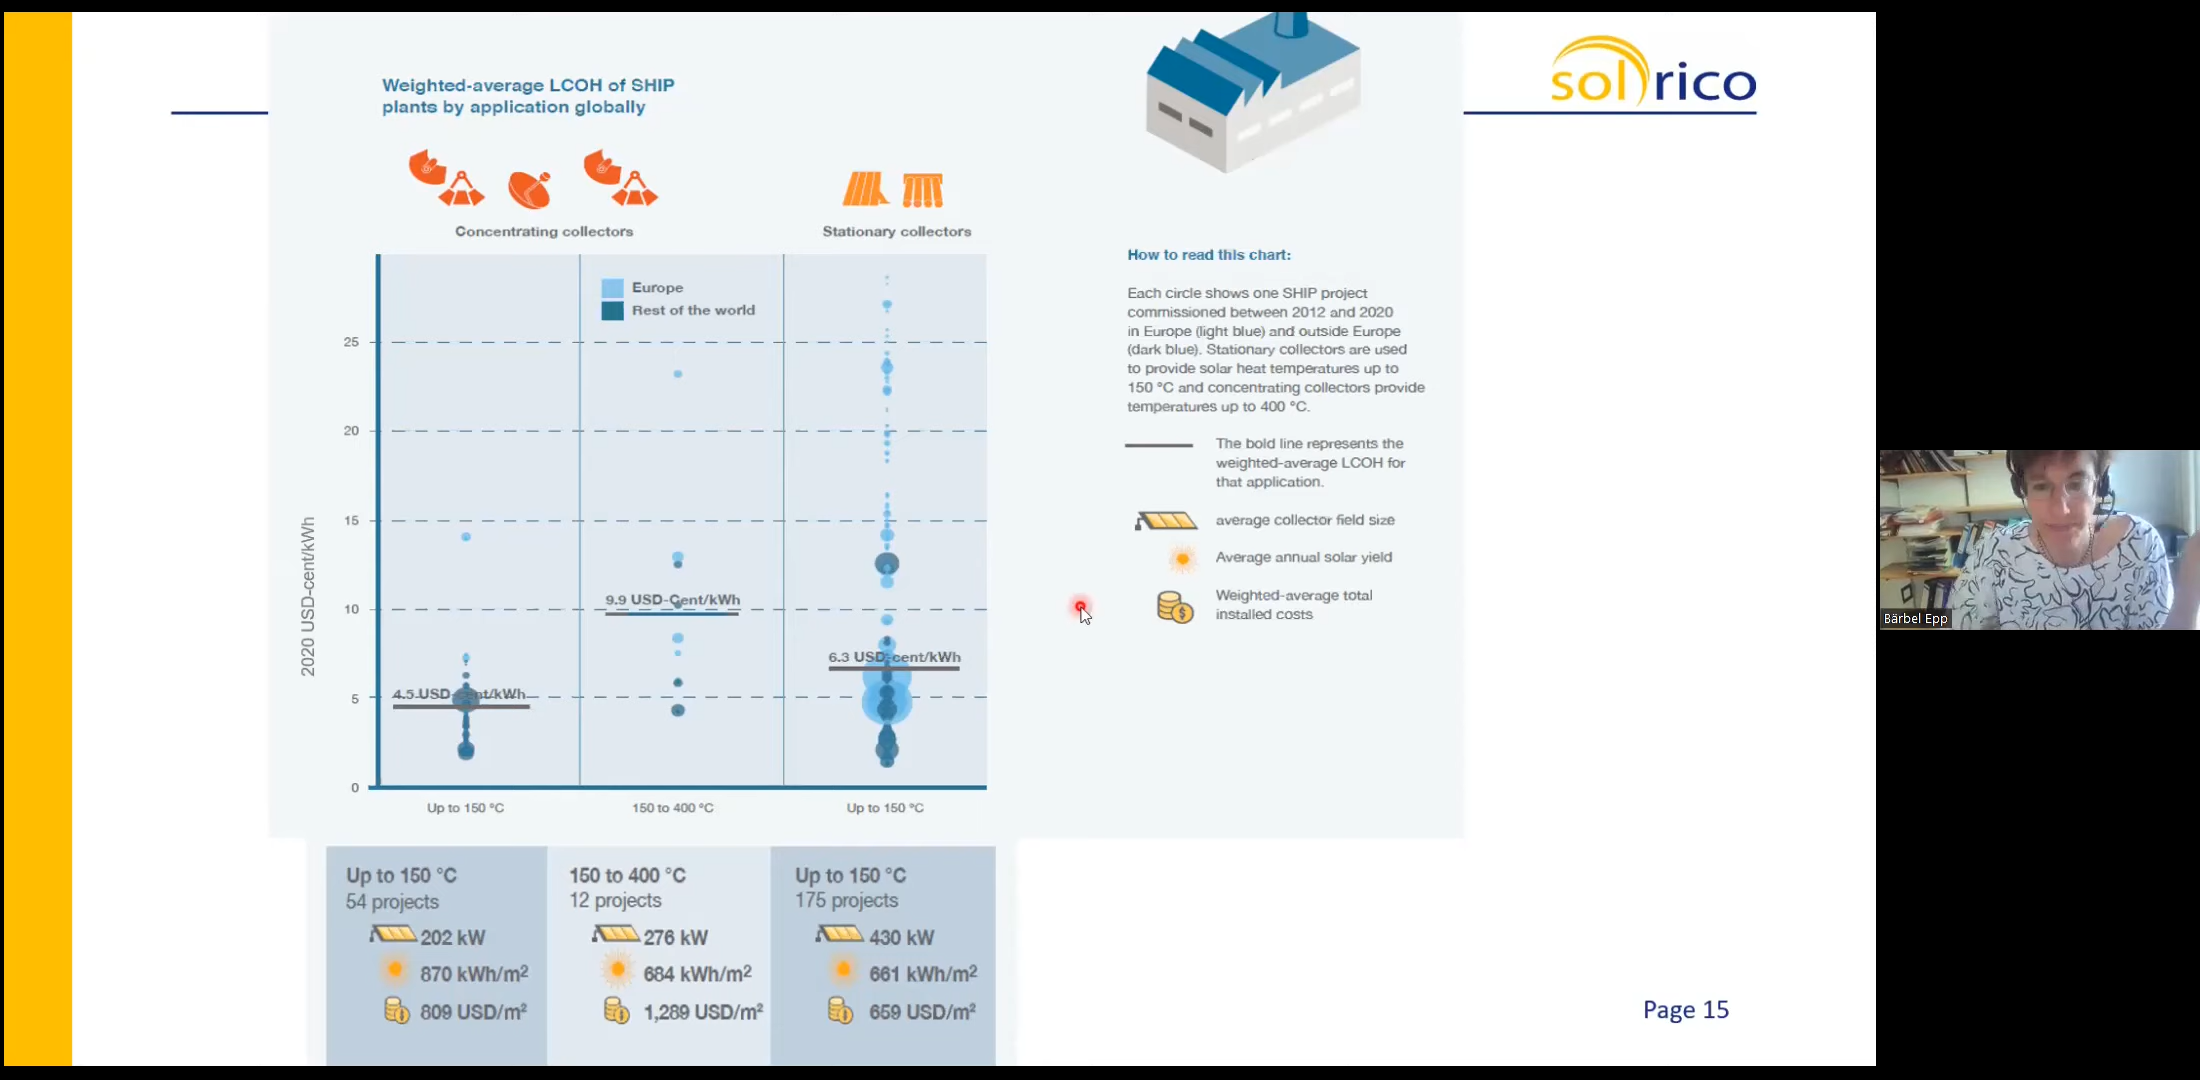 Weighted-average LCOH of SHIP
plants by application globally
solrico
Concentrating collectors
Stationary collectors
Europe
Rest of the world
2020 USD-cent/kWh
25
20
15
10
5
0
4.5 USD-cent/kWh
9.9 USD-Cent/kWh
6.3 USD-cent/kWh
Up to 150 °C
150 to 400 °C
Up to 150 °C
How to read this chart:
Each circle shows one SHIP project
commissioned between 2012 and 2020
in Europe (light blue) and outside Europe
(dark blue). Stationary collectors are used
to provide solar heat temperatures up to
150 °C and concentrating collectors provide
temperatures up to 400 °C.
The bold line represents the
weighted-average LCOH for
that application.
average collector field size
Average annual solar yield
Weighted-average total
installed costs
Up to 150 °C
54 projects
202 kW
870 kWh/m²
809 USD/m²
150 to 400 °C
12 projects
276 kW
684 kWh/m²
1,289 USD/m²
Up to 150 °C
175 projects
430 kW
661 kWh/m²
659 USD/m²
Page 15
Bärbel Epp